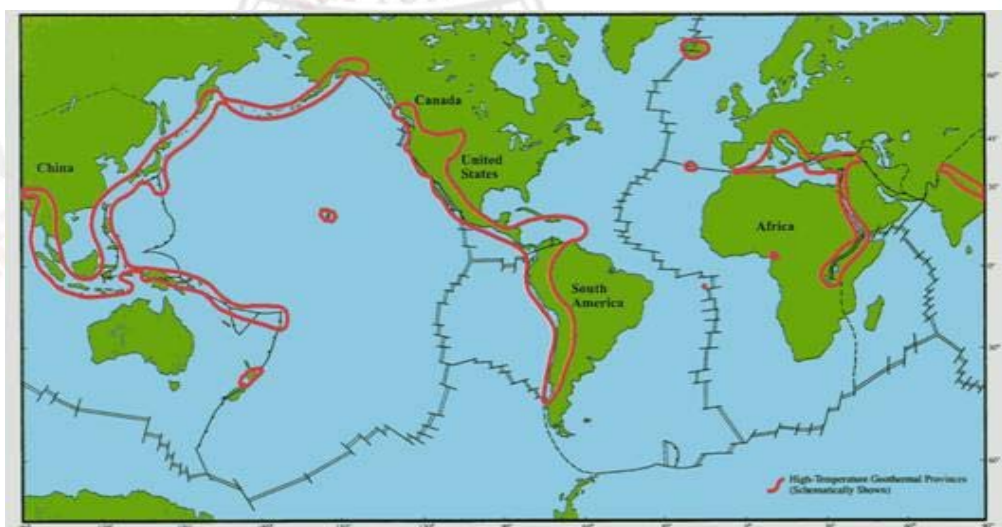 Canada
China
United
States
Africa
South
America
High-Temperature Geothermal Provinces
(Schematically Shown)